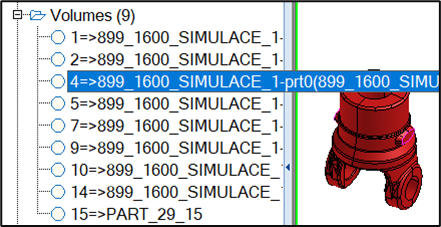 Volumes (9)
1=>899_1600_SIMULACE_1-
2=>899_1600_SIMULACE_1-
4=>899_1600_SIMULACE_1-prt0(899_1600_SIMU
5=>899_1600_SIMULACE_1-
7=>899_1600_SIMULACE_1-
9=>899_1600_SIMULACE_1-
10=>899_1600_SIMULACE_
14=>899_1600_SIMULACE_
15=>PART_29_15